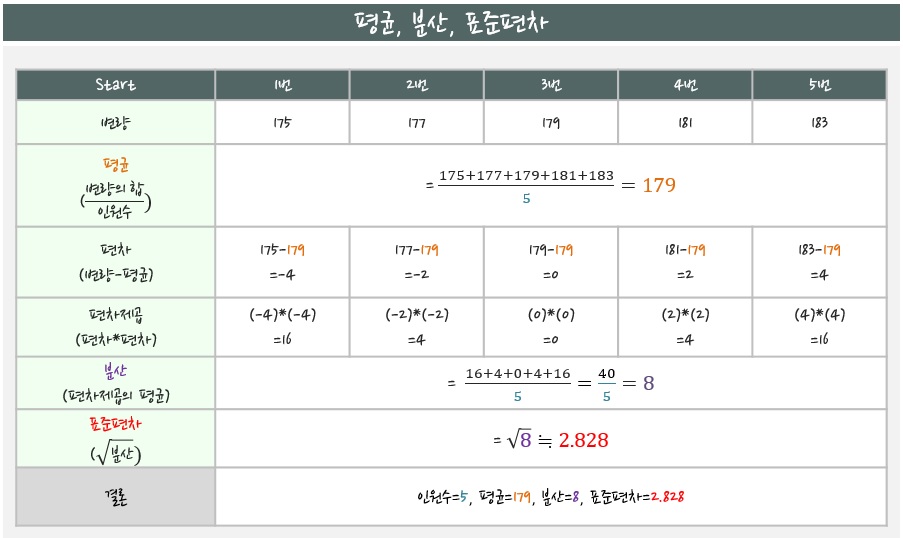 평균, 분산, 표준편차
Start 1번 2번 3번 4번 5번
변량 175 177 179 181 183
평균
(변량의 합/인원수)
= 175+177+179+181+183/5 = 179
편차
(변량-평균)
175-179 177-179 179-179 181-179 183-179
=-4 =-2 =0 =2 =4
편차제곱
(편차*편차)
(-4)*(-4) (-2)*(-2) (0)*(0) (2)*(2) (4)*(4)
=16 =4 =0 =4 =16
분산
(편차제곱의 평균)
= 16+4+0+4+16/5 = 40/5 = 8
표준편차
(√분산)
= √8 ≒ 2.828
결론
인원수=5, 평균=179, 분산=8, 표준편차=2.828